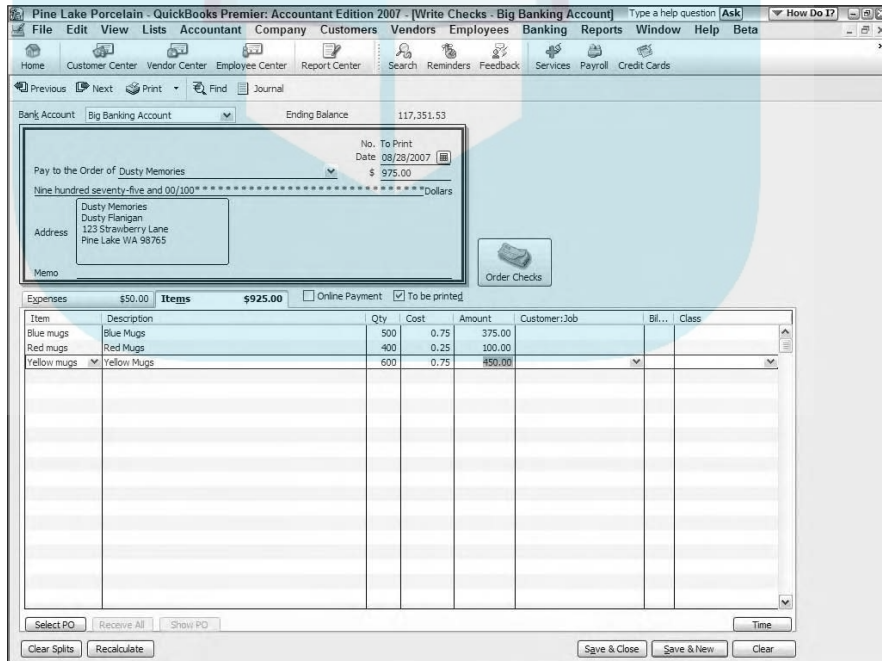 Pine Lake Porcelain - QuickBooks Premier: Accountant Edition 2007 - [Write Checks - Big Banking Account] Type a help question Ask How Do I?
File Edit View Lists Accountant Company Customers Vendors Employees Banking Reports Window Help Beta
Home Customer Center Vendor Center Employee Center Report Center Search Reminders Feedback Services Payroll Credit Cards
Previous Next Print Find Journal
Bank Account Big Banking Account Ending Balance 117,351.53
No. To Print
Date 08/28/2007
Pay to the Order of Dusty Memories $ 975.00
Nine hundred seventy-five and 00/100* * * * * * * * * * * * * * * * * * * * * * * * * * * * * * * * *Dollars
Dusty Memories
Dusty Flanigan
Address 123 Strawberry Lane
Pine Lake WA 98765
Memo
Order Checks
Expenses $50.00 Items $925.00 Online Payment To be printed
Item Description Qty Cost Amount Customer:Job Bil... Class
Blue mugs Blue Mugs 500 0.75 375.00
Red mugs Red Mugs 400 0.25 100.00
Yellow mugs Yellow Mugs 600 0.75 450.00
Select PO Receive All Show PO Time
Clear Splits Recalculate Save & Close Save & New Clear